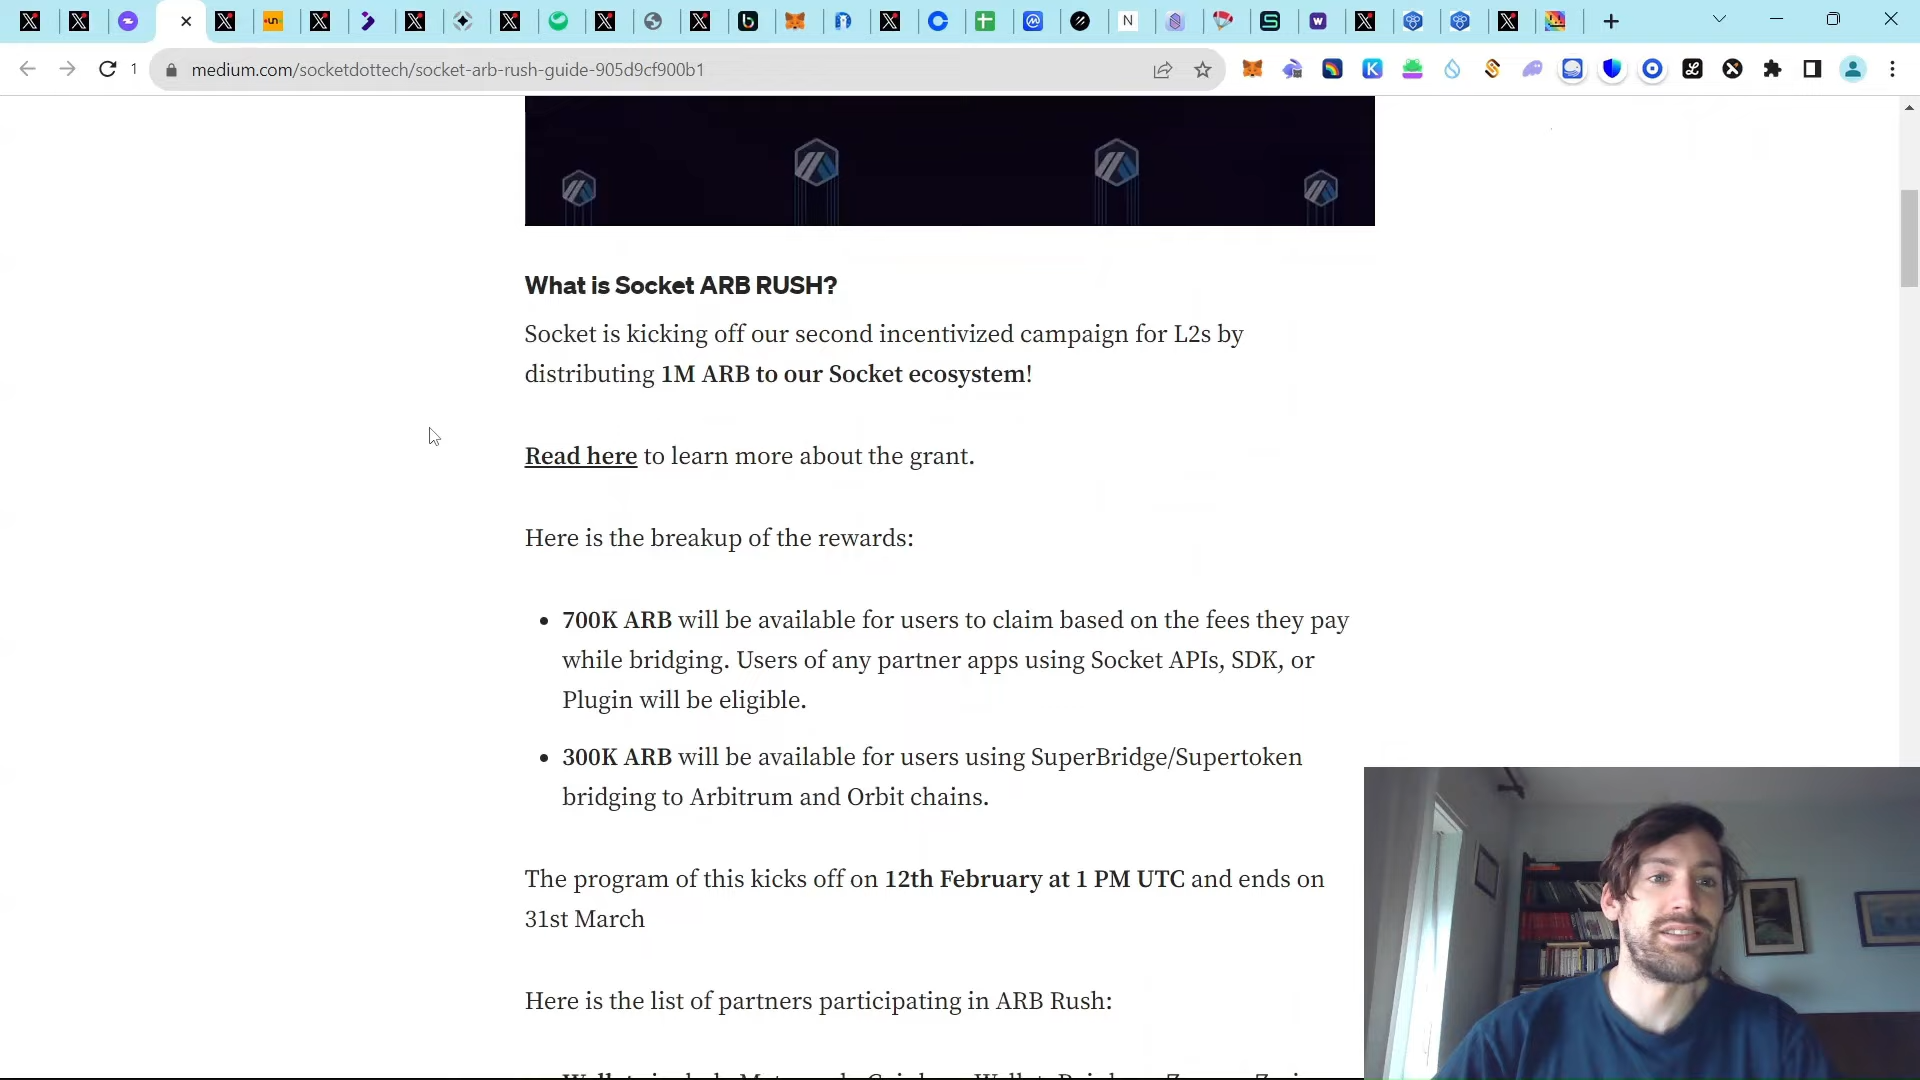 1
medium.com/socketdottech/socket-arb-rush-guide-905d9cf900b1
What is Socket ARB RUSH?
Socket is kicking off our second incentivized campaign for L2s by
distributing 1M ARB to our Socket ecosystem!
Read here to learn more about the grant.
Here is the breakup of the rewards:
• 700K ARB will be available for users to claim based on the fees they pay
while bridging. Users of any partner apps using Socket APIs, SDK, or
Plugin will be eligible.
• 300K ARB will be available for users using SuperBridge/Supertoken
bridging to Arbitrum and Orbit chains.
The program of this kicks off on 12th February at 1 PM UTC and ends on
31st March
Here is the list of partners participating in ARB Rush: